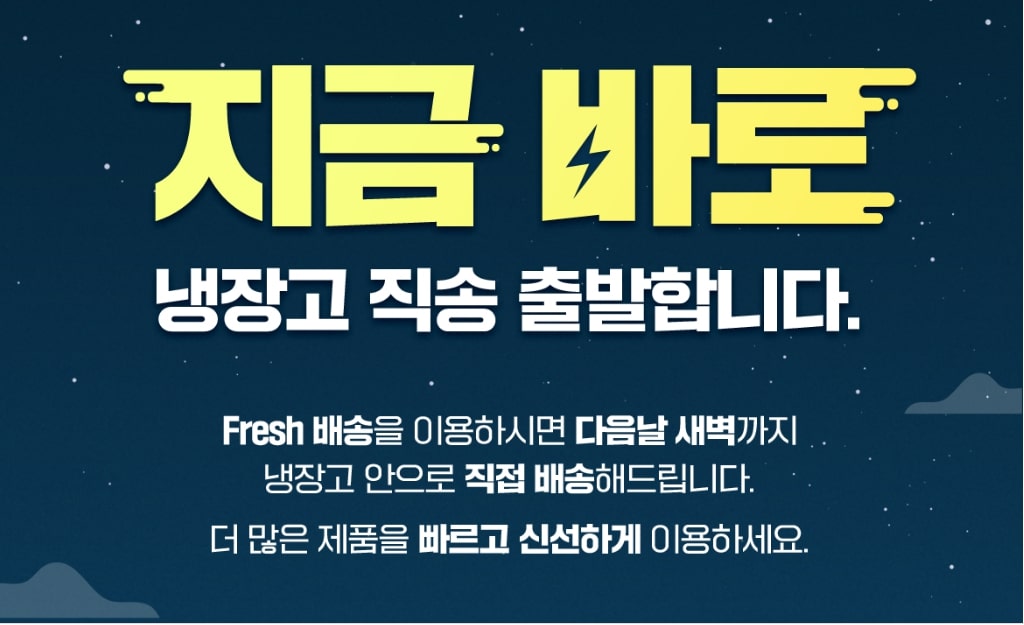 지금 바로
냉장고 직송 출발합니다.
Fresh 배송을 이용하시면 다음날 새벽까지
냉장고 안으로 직접 배송해드립니다.
더 많은 제품을 빠르고 신선하게 이용하세요.